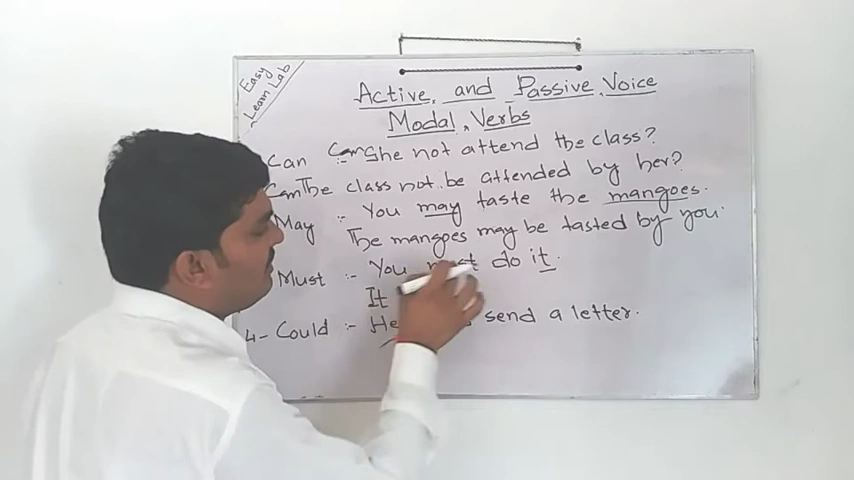 Easy
Learn Lab
Active and Passive Voice
Modal Verbs
Can Can She not attend the class?
Can The class not be attended by her?
May :- You may taste the mangoes.
The mangoes may be tasted by you.
Must :- You must do it.
It
4- Could :- He send a letter.